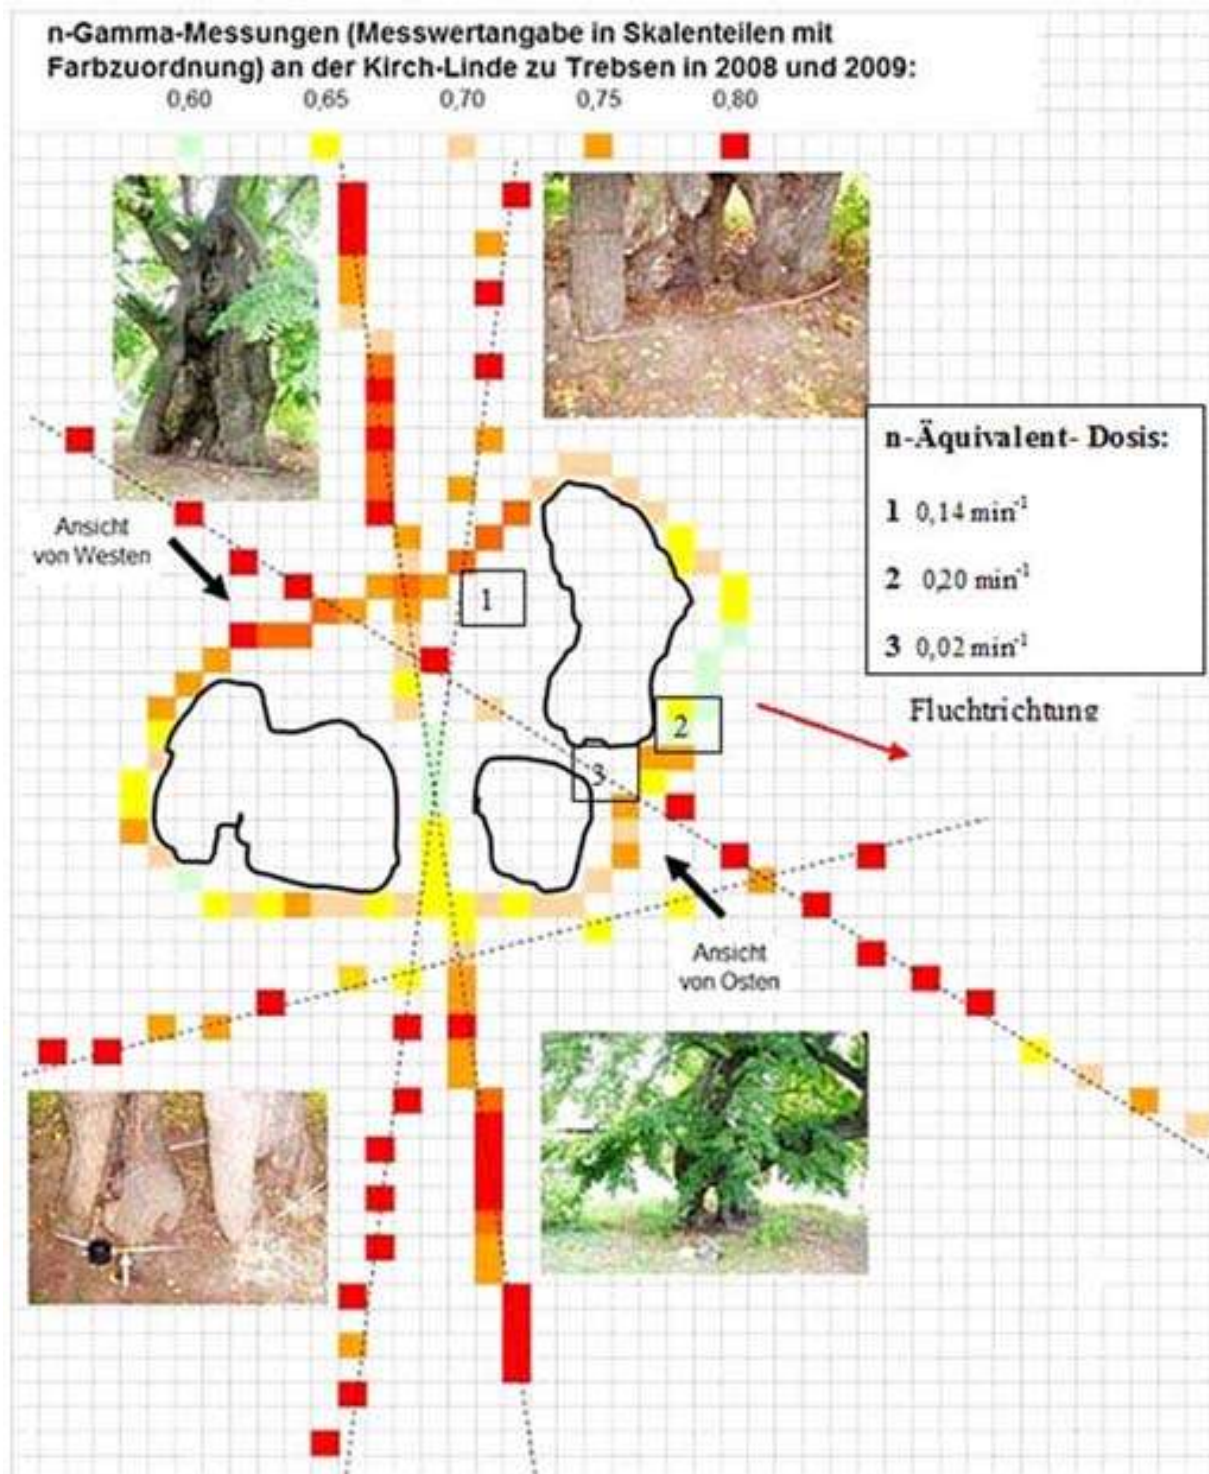 n-Gamma-Messungen (Messwertangabe in Skalenteilen mit
Farbzuordnung) an der Kirch-Linde zu Trebsen in 2008 und 2009:
0,60 0,65 0,70 0,75 0,80
n-Äquivalent- Dosis:
1 0,14 min⁻¹
2 0,20 min⁻¹
3 0,02 min⁻¹
Ansicht
von Westen
1
Fluchtrichtung
2
3
Ansicht
von Osten